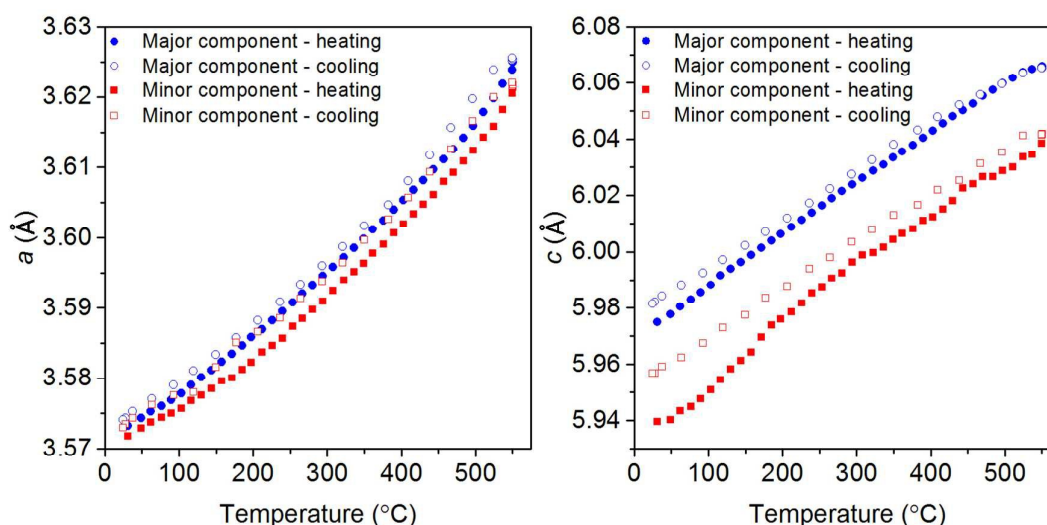 3.63
3.62
3.61
3.60
3.59
3.58
3.57
a (Å)
Major component - heating
Major component - cooling
Minor component - heating
Minor component - cooling
0 100 200 300 400 500
Temperature (°C)
6.08
6.06
6.04
6.02
6.00
5.98
5.96
5.94
c (Å)
Major component - heating
Major component - cooling
Minor component - heating
Minor component - cooling
0 100 200 300 400 500
Temperature (°C)